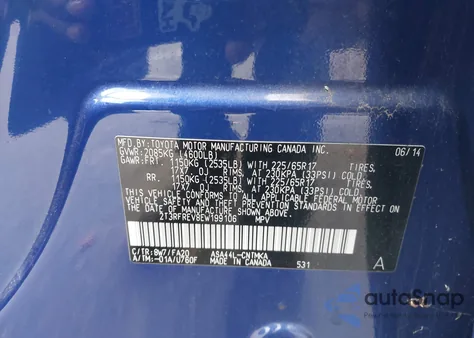 MFD.BY:TOYOTA MOTOR MANUFACTURING CANADA INC. 06/14
GVWR:2085KG (4600LB)
GAWR:FRT. 1150KG (2535LB) WITH 225/65R17 TIRES,
17X7. 0J RIMS, AT 230KPA (33PSI) COLD.
RR. 1150KG (2535LB) WITH 225/65R17 TIRES,
17X7. 0J RIMS, AT 230KPA (33PSI) COLD.
THIS VEHICLE CONFORMS TO ALL APPLICABLE FEDERAL MOTOR
VEHICLE SAFETY, BUMPER, AND THEFT PREVENTION STANDARDS IN
EFFECT ON THE DATE OF MANUFACTURE SHOWN ABOVE.
2T3RFREV8EW199106 MPV
C/TR:8W7/FA20 ASA44L-CNTMKA
A/TM:-01A/U760F MADE IN CANADA 531 A
autoSnap